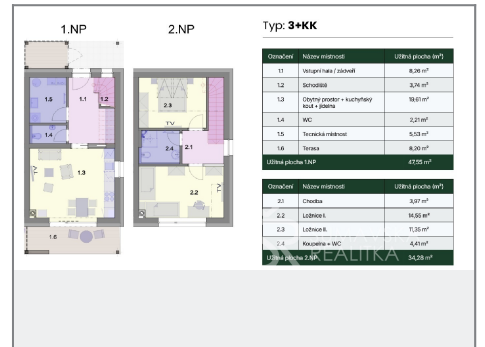 1.NP
2.NP
Typ: 3+KK
Označení Název místnosti Užitná plocha (m²)
1.1 Vstupní hala / zádveří 8,26 m²
1.2 Schodiště 3,74 m²
1.3 Obytný prostor + kuchyňský kout + jídelna 19,61 m²
1.4 WC 2,21 m²
1.5 Tecnická místnost 5,53 m²
1.6 Terasa 8,20 m²
Užitná plocha 1.NP 47,55 m²
Označení Název místnosti Užitná plocha (m²)
2.1 Chodba 3,97 m²
2.2 Ložnice I. 14,55 m²
2.3 Ložnice II. 11,35 m²
2.4 Koupelna + WC 4,41 m²
Užitná plocha 2.NP 34,28 m²
REALITKA
1.5
1.1
1.2
1.4
TV
1.3
1.6
2.3
TV
2.4
2.1
2.2
TV